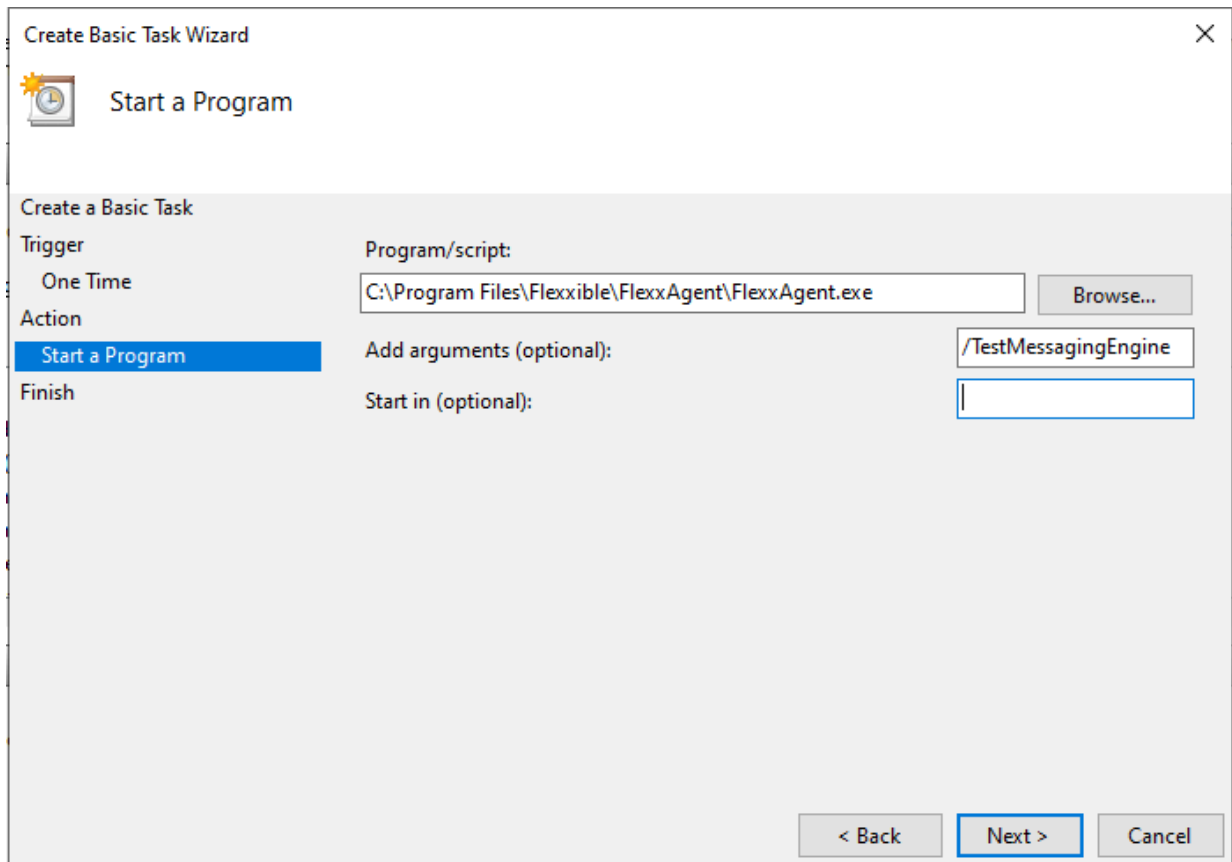 Create Basic Task Wizard
Start a Program
Create a Basic Task
Trigger
One Time
Action
Start a Program
Finish
Program/script:
C:\Program Files\Flexxible\FlexxAgent\FlexxAgent.exe
Browse...
Add arguments (optional):
/TestMessagingEngine
Start in (optional):
< Back
Next >
Cancel